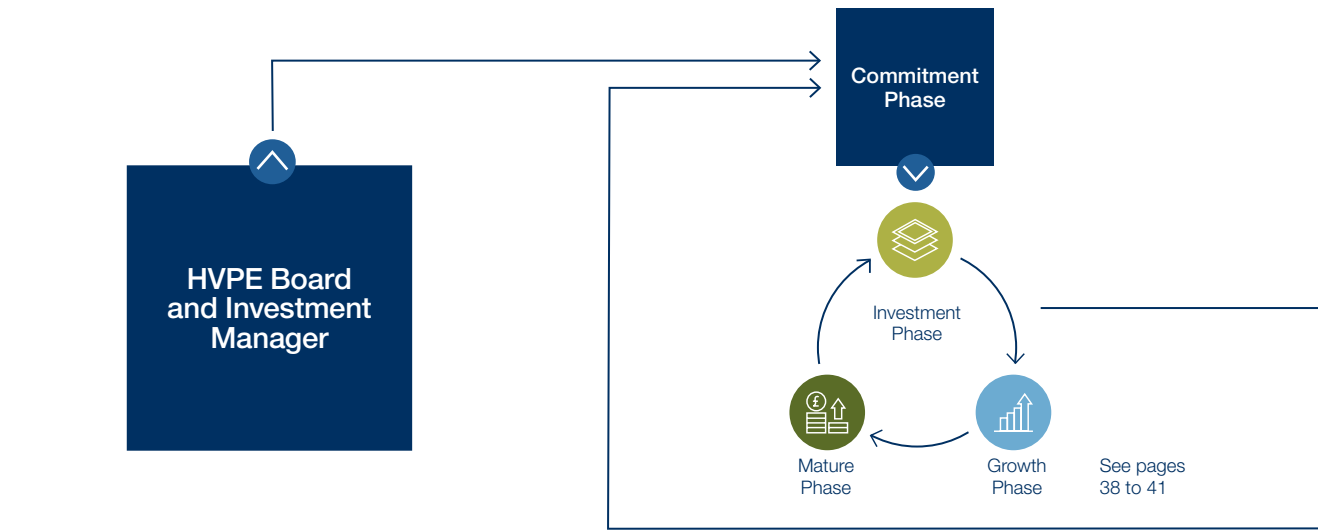 Commitment
Phase
HVPE Board
and Investment
Manager
Investment
Phase
£
Mature
Phase
Growth
Phase
See pages
38 to 41